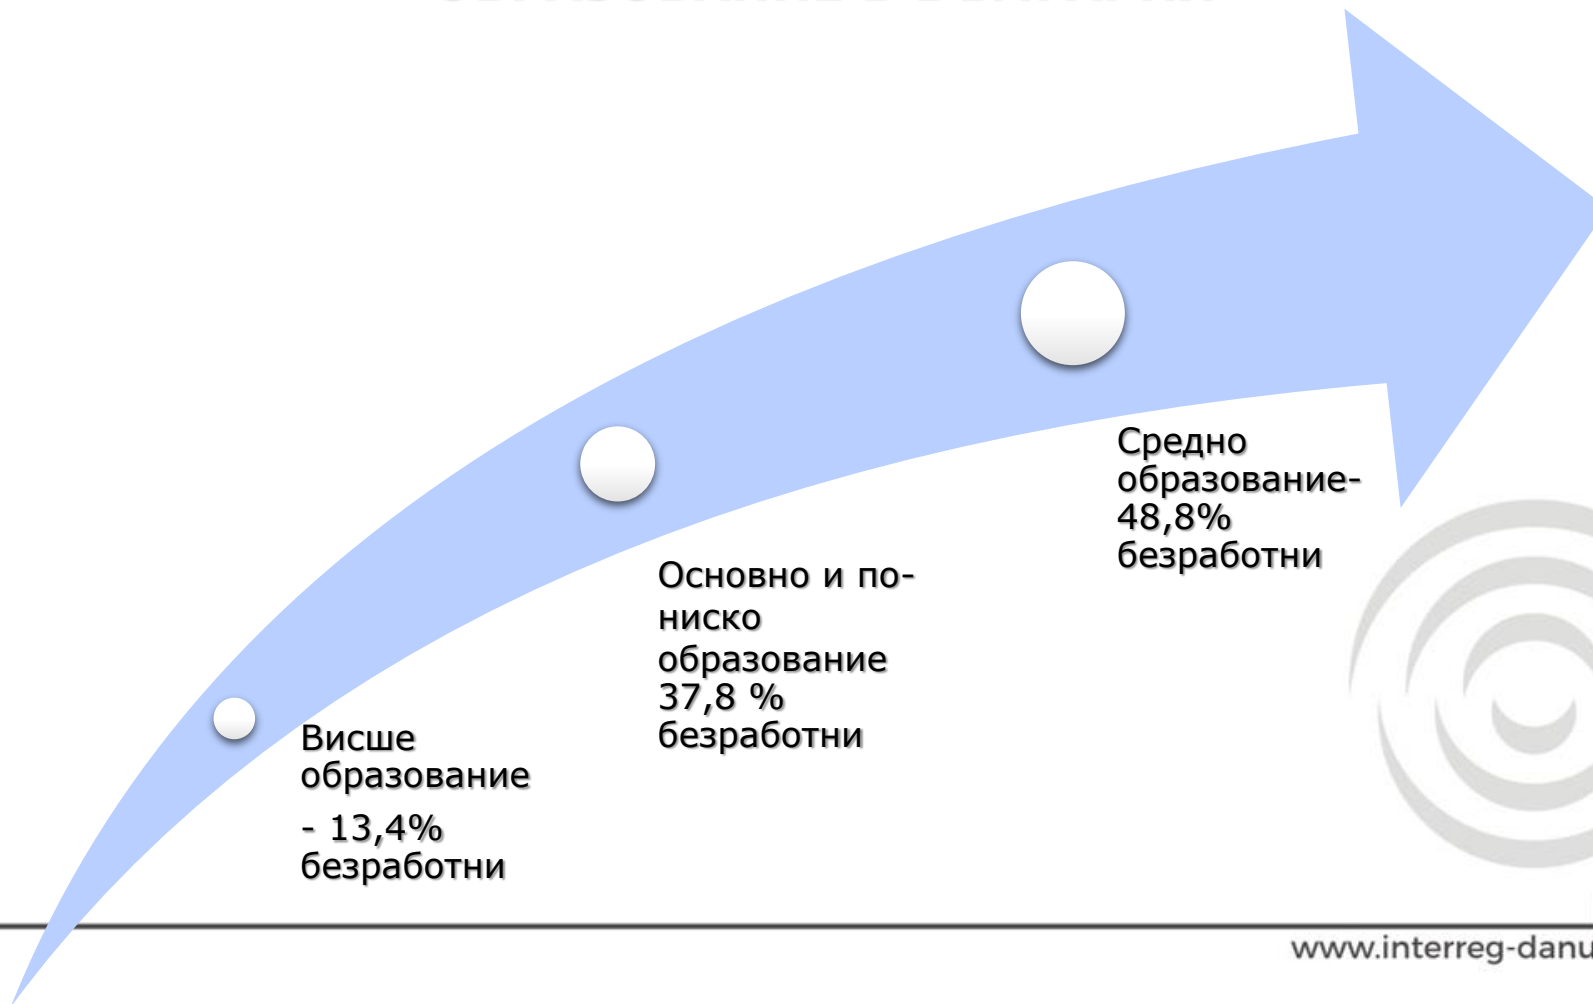 Средно
образование-
48,8%
безработни
Основно и по-
ниско
образование
37,8 %
безработни
Висше
образование
- 13,4%
безработни
www.interreg-danu